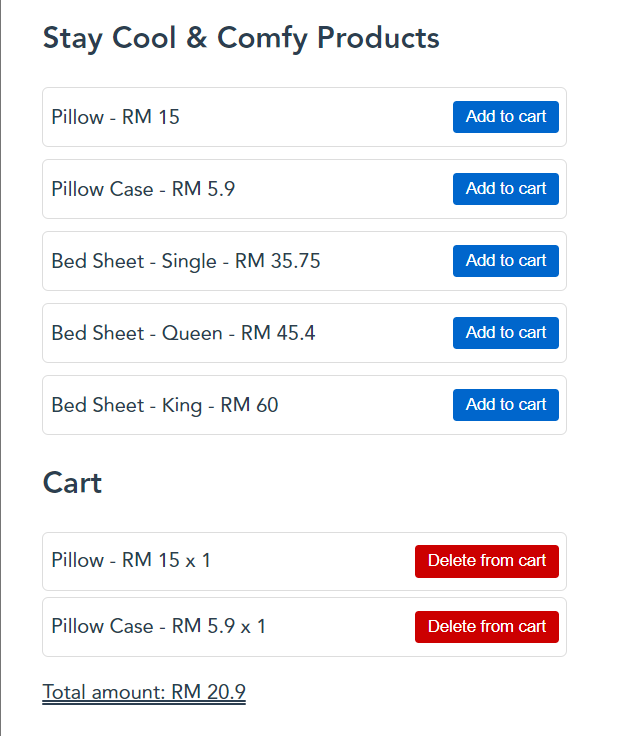 Stay Cool & Comfy Products
Pillow - RM 15
Add to cart
Pillow Case - RM 5.9
Add to cart
Bed Sheet - Single - RM 35.75
Add to cart
Bed Sheet - Queen - RM 45.4
Add to cart
Bed Sheet - King - RM 60
Add to cart
Cart
Pillow - RM 15 x 1
Delete from cart
Pillow Case - RM 5.9 x 1
Delete from cart
Total amount: RM 20.9